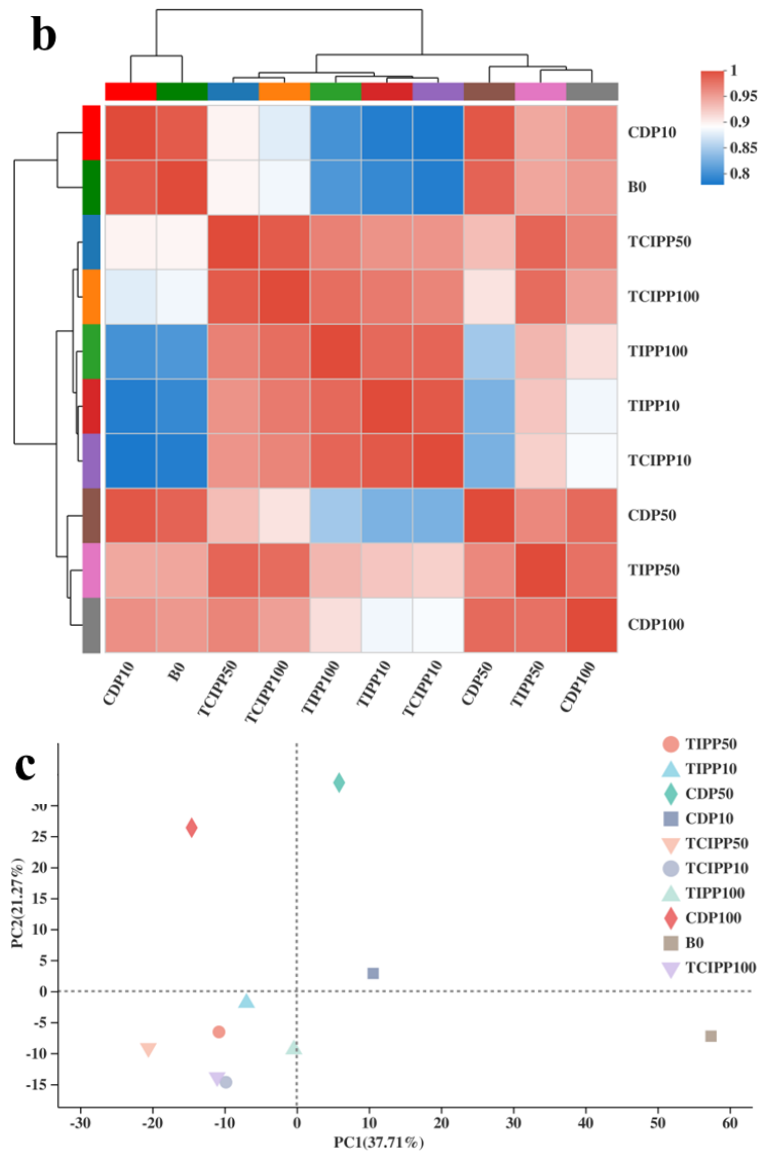 b
1
0.95
0.9
0.85
0.8
CDP10
B0
TCIPP50
TCIPP100
TIPP100
TIPP10
TCIPP10
CDP50
TIPP50
CDP100
CDP10 B0 TCIPP50 TCIPP100 TIPP100 TIPP10 TCIPP10 CDP50 TIPP50 CDP100
c
TIPP50
TIPP10
CDP50
CDP10
TCIPP50
TCIPP10
TIPP100
CDP100
B0
TCIPP100
PC2(21.27%)
30
25
20
15
10
5
0
-5
-10
-15
-30 -20 -10 0 10 20 30 40 50 60
PC1(37.71%)